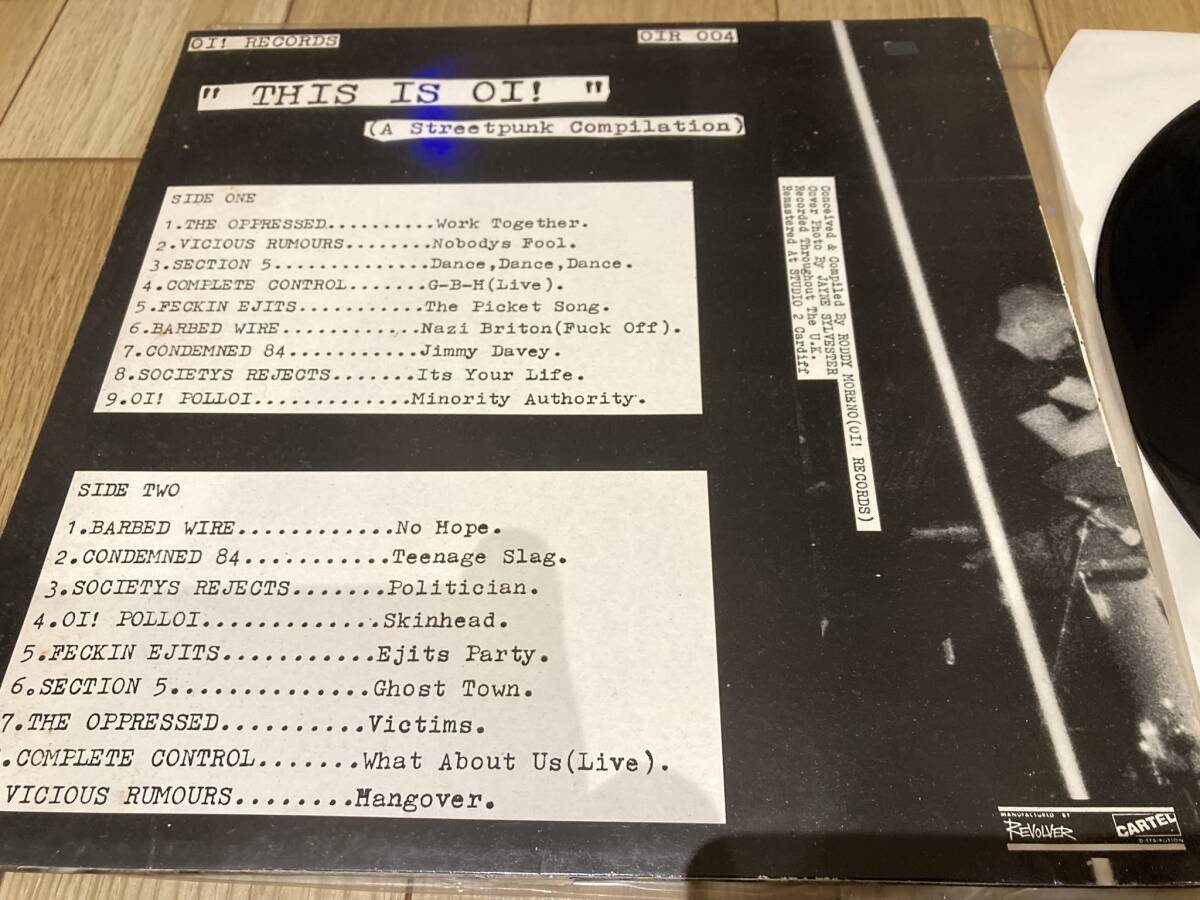 OI! RECORDS
OIR 004
" THIS IS OI! "
(A Streetpunk Compilation)
SIDE ONE
1.THE OPPRESSED..........Work Together.
2.VICIOUS RUMOURS........Nobodys Fool.
3.SECTION 5..............Dance,Dance,Dance.
4.COMPLETE CONTROL.......G-B-H(Live).
5.FECKIN EJITS...........The Picket Song.
6.BARBED WIRE............Nazi Briton(Fuck Off).
7.CONDEMNED 84...........Jimmy Davey.
8.SOCIETYS REJECTS.......Its Your Life.
9.OI! POLLOI.............Minority Authority.
SIDE TWO
1.BARBED WIRE............No Hope.
2.CONDEMNED 84...........Teenage Slag.
3.SOCIETYS REJECTS.......Politician.
4.OI! POLLOI.............Skinhead.
5.FECKIN EJITS...........Ejits Party.
6.SECTION 5..............Ghost Town.
7.THE OPPRESSED..........Victims.
.COMPLETE CONTROL.......What About Us(Live).
VICIOUS RUMOURS........Mangover.
Conceived & Compiled By RODDY MORENO(OI! RECORDS)
Cover Photo By JAYNE SYLVESTER
Recorded Throughout The U.K.
Remastered At STUDIO 2 Cardiff
MANUFACTURED BY
REVOLVER
CARTEL
DISTRIBUTION